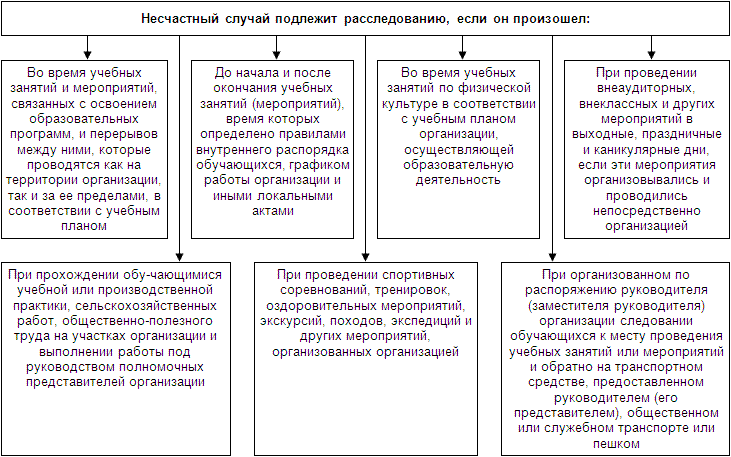 Несчастный случай подлежит расследованию, если он произошел:
Во время учебных
занятий и мероприятий,
связанных с освоением
образовательных
программ, и перерывов
между ними, которые
проводятся как на
территории организации,
так и за ее пределами, в
соответствии с учебным
планом
До начала и после
окончания учебных
занятий (мероприятий),
время которых
определено правилами
внутреннего распорядка
обучающихся, графиком
работы организации и
иными локальными
актами
Во время учебных
занятий по физической
культуре в соответствии
с учебным планом
организации,
осуществляющей
образовательную
деятельность
При проведении
внеаудиторных,
внеклассных и других
мероприятий в
выходные, праздничные
и каникулярные дни,
если эти мероприятия
организовывались и
проводились
непосредственно
организацией
При прохождении обу-чающимися
учебной или производственной
практики, сельскохозяйственных
работ, общественно-полезного
труда на участках организации и
выполнении работы под
руководством полномочных
представителей организации
При проведении спортивных
соревнований, тренировок,
оздоровительных мероприятий,
экскурсий, походов, экспедиций и
других мероприятий,
организованных организацией
При организованном по
распоряжению руководителя
(заместителя руководителя)
организации следовании
обучающихся к месту проведения
учебных занятий или мероприятий
и обратно на транспортном
средстве, предоставленном
руководителем (его
представителем), общественном
или служебном транспорте или
пешком